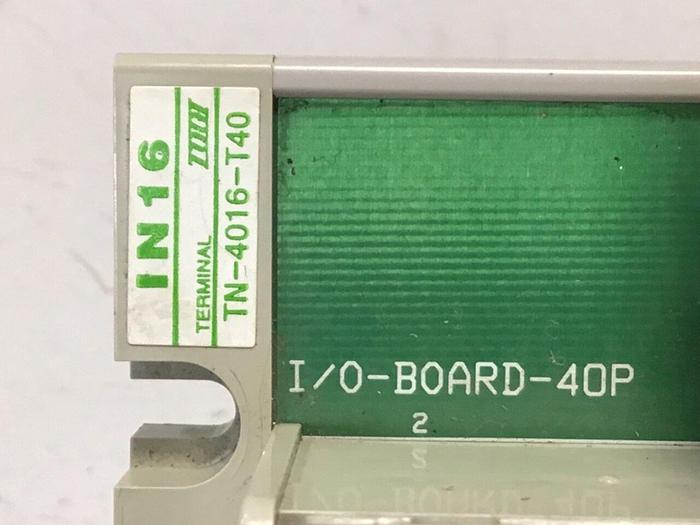 IN16
TERMINAL
TN-4016-T40
I/O-BOARD-40P
2